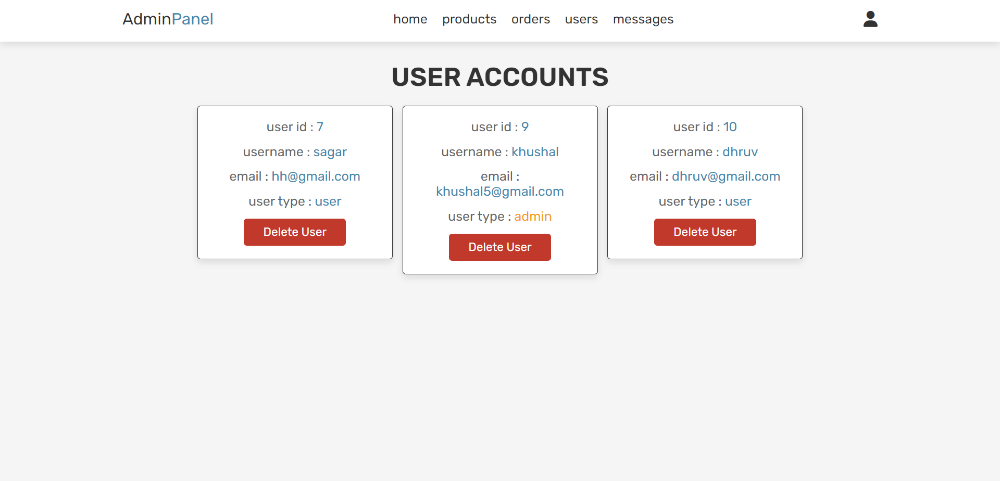 AdminPanel
home products orders users messages
USER ACCOUNTS
user id : 7
username : sagar
email : hh@gmail.com
user type : user
Delete User
user id : 9
username : khushal
email :
khushal5@gmail.com
user type : admin
Delete User
user id : 10
username : dhruv
email : dhruv@gmail.com
user type : user
Delete User